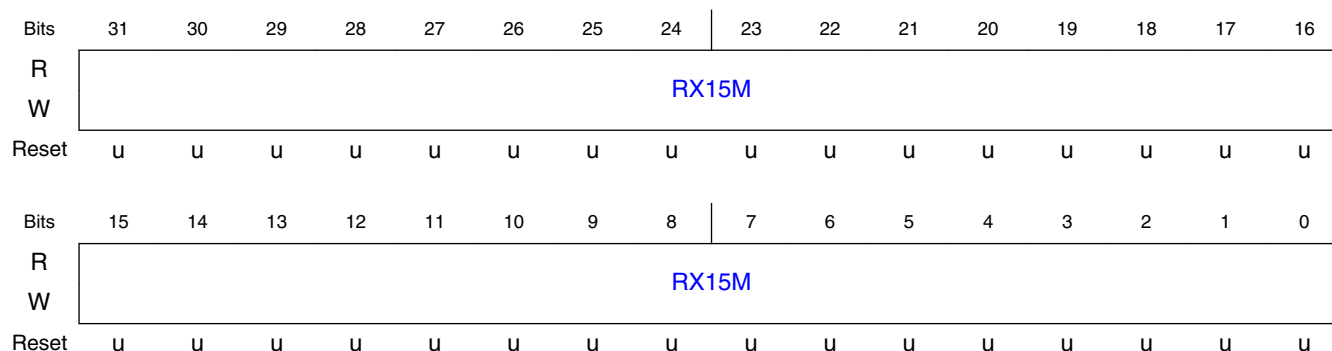 Bits 31 30 29 28 27 26 25 24 23 22 21 20 19 18 17 16
R
RX15M
W
Reset u u u u u u u u u u u u u u u u
Bits 15 14 13 12 11 10 9 8 7 6 5 4 3 2 1 0
R
RX15M
W
Reset u u u u u u u u u u u u u u u u